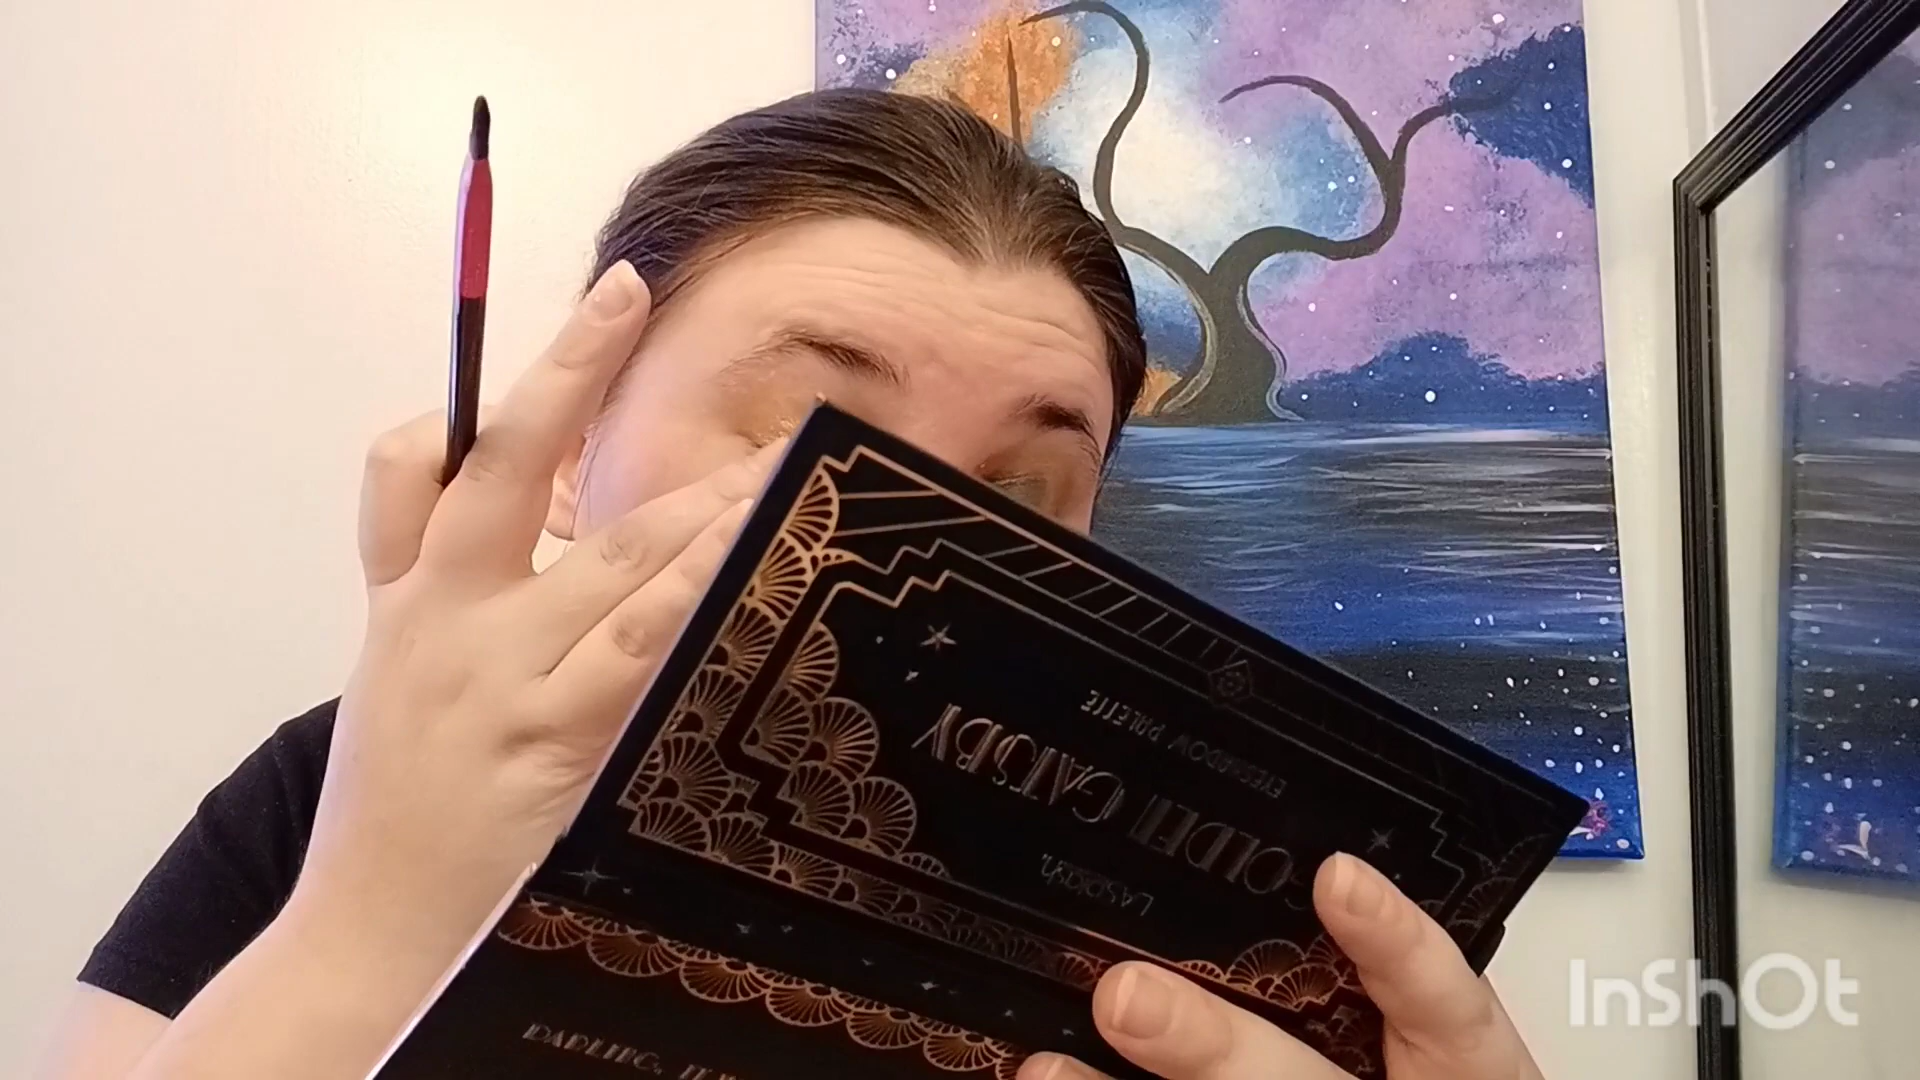 LASplash.
GOLDEN GATSBY
EYESHADOW PALETTE
DARLING,
InShOt